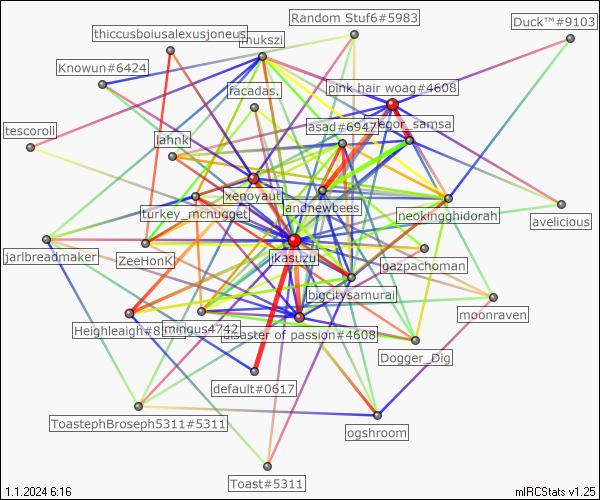 Random Stuf6#5983
Duck™#9103
thiccusboiusalexusjoneus
mukszi
Knowun#6424
pink hair woag#4608
facadas.
asad#6947
egor_samsa
tescoroll
lahnk
xenoyaut
andnewbees
turkey_mcnugget
neokingghidorah
avelicious
jarlbreadmaker
ZeeHonk
ikasuzu
gazpachoman
bigcitysamurai
moonraven
Heighleaigh#8
mingus4742
disaster of passion#4608
Dogger_Dig
default#0617
ToastephBroseph5311#5311
ogshroom
Toast#5311
1.1.2024 6:16
mIRCStats v1.25